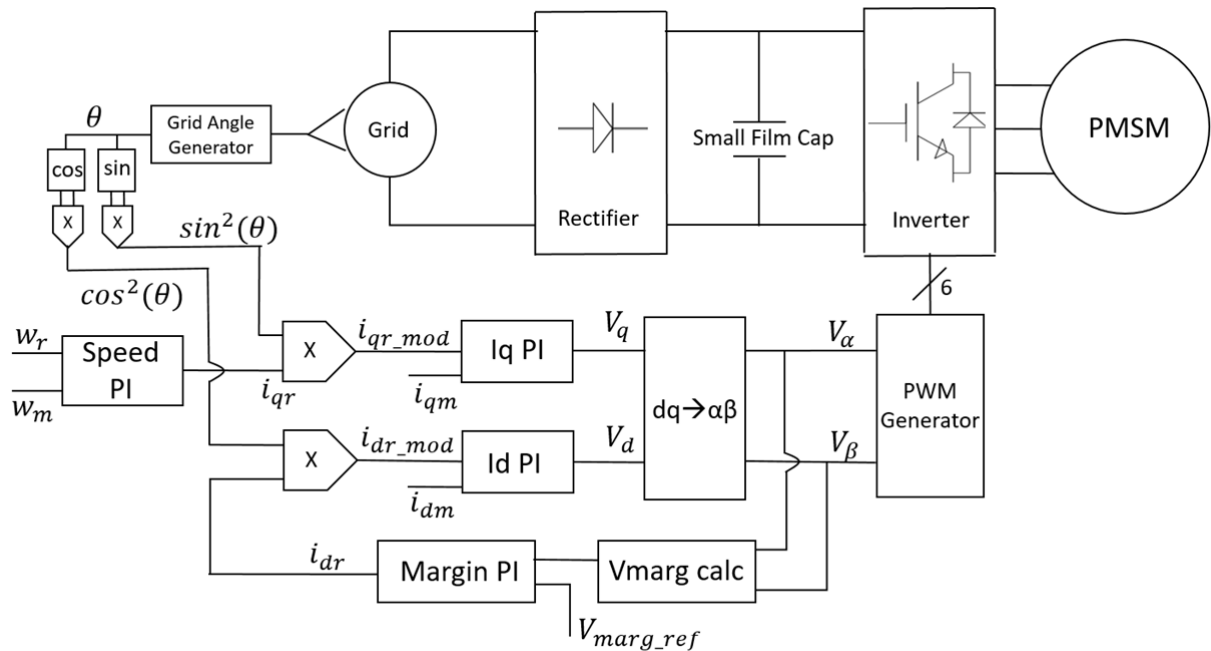 θ
Grid Angle
Generator
Grid
Small Film Cap
Rectifier
Inverter
PMSM
cos
sin
X
X
sin²(θ)
cos²(θ)
6
w_r
w_m
Speed
PI
i_qr
X
i_qr_mod
i_qm
Iq PI
V_q
X
i_dr_mod
i_dm
Id PI
V_d
dq→αβ
V_α
V_β
PWM
Generator
i_dr
Margin PI
Vmarg calc
V_marg_ref